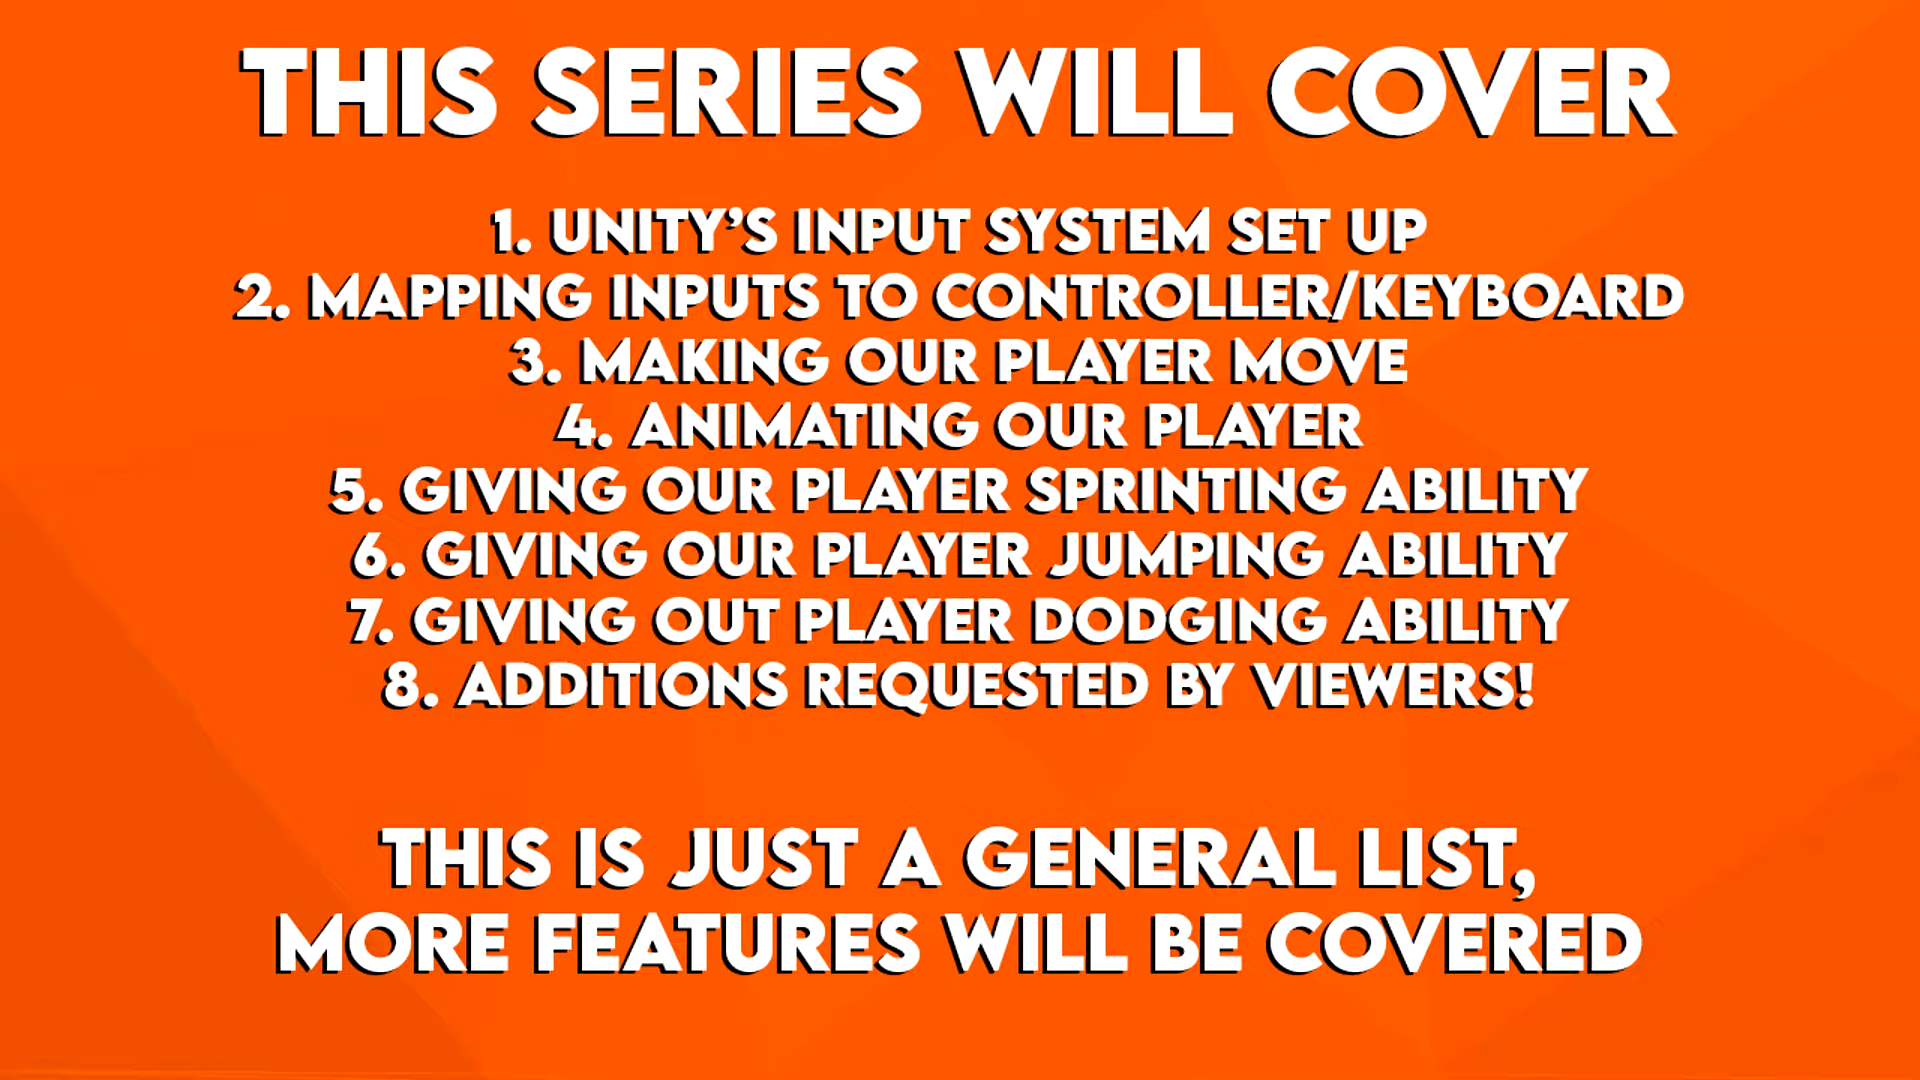 THIS SERIES WILL COVER
1. UNITY’S INPUT SYSTEM SET UP
2. MAPPING INPUTS TO CONTROLLER/KEYBOARD
3. MAKING OUR PLAYER MOVE
4. ANIMATING OUR PLAYER
5. GIVING OUR PLAYER SPRINTING ABILITY
6. GIVING OUR PLAYER JUMPING ABILITY
7. GIVING OUT PLAYER DODGING ABILITY
8. ADDITIONS REQUESTED BY VIEWERS!
THIS IS JUST A GENERAL LIST,
MORE FEATURES WILL BE COVERED